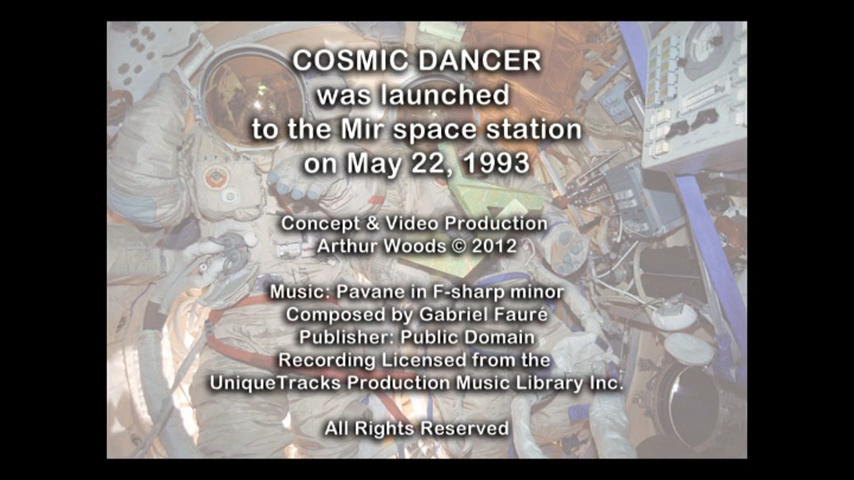 COSMIC DANCER
was launched
to the Mir space station
on May 22, 1993
Concept & Video Production
Arthur Woods © 2012
Music: Pavane in F-sharp minor
Composed by Gabriel Fauré
Publisher: Public Domain
Recording Licensed from the
UniqueTracks Production Music Library Inc.
All Rights Reserved